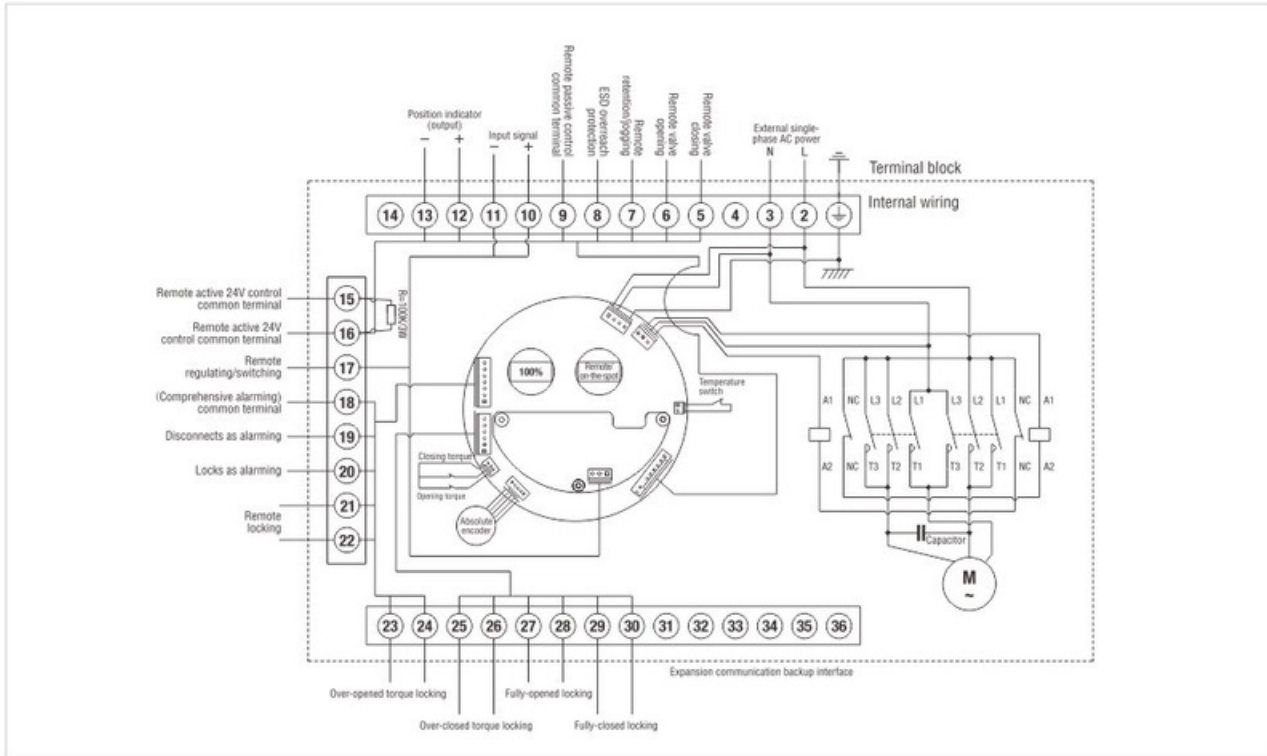 Position indicator
(output)
− +
Input signal
− +
Remote passive control
common terminal
ESD overreach
protection
Remote
retention/jogging
Remote valve
opening
Remote valve
closing
External single-
phase AC power
N L
Terminal block
Internal wiring
14 13 12 11 10 9 8 7 6 5 4 3 2
Remote active 24V control
common terminal
15
Remote active 24V
control common terminal
16
R=100K/3W
Remote
regulating/switching
17
(Comprehensive alarming)
common terminal
18
Disconnects as alarming
19
Locks as alarming
20
21
Remote
locking
22
100%
Remote/
on-the-spot
Temperature
switch
Closing torque
Opening torque
Absolute
encoder
A1 NC L3 L2 L1 L3 L2 L1 NC A1
A2 NC T3 T2 T1 T3 T2 T1 NC A2
Capacitor
M
~
23 24 25 26 27 28 29 30 31 32 33 34 35 36
Expansion communication backup interface
Over-opened torque locking
Fully-opened locking
Over-closed torque locking
Fully-closed locking